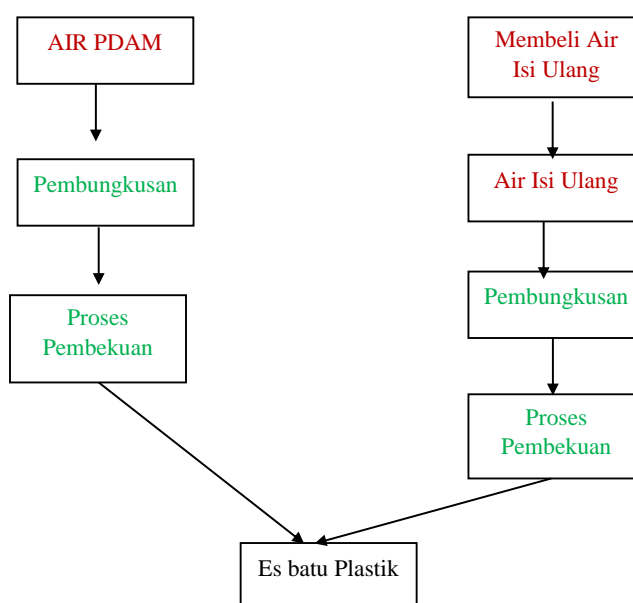 AIR PDAM
Pembungkusan
Proses
Pembekuan
Membeli Air
Isi Ulang
Air Isi Ulang
Pembungkusan
Proses
Pembekuan
Es batu Plastik